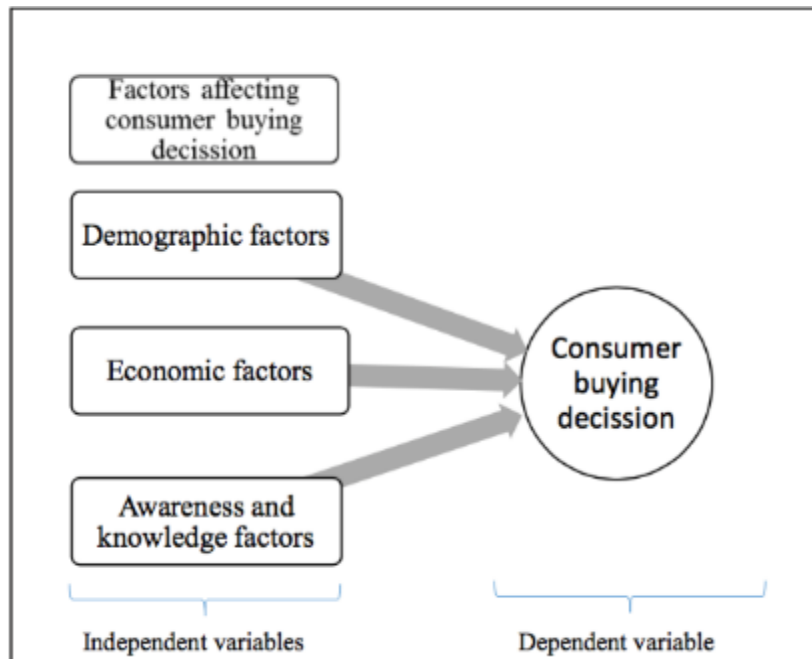 Factors affecting
consumer buying
decission
Demographic factors
Economic factors
Awareness and
knowledge factors
Consumer
buying
decission
Independent variables
Dependent variable